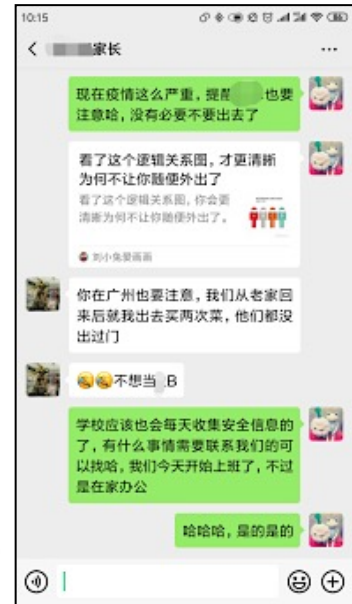 10:15
家长
现在疫情这么严重，提醒 也要
注意哈，没有必要不要出去了
看了这个逻辑关系图，才更清晰
为何不让你随便外出了
看了这个逻辑关系图，你会更
清晰为何不让你随便外出了。
刘小兔爱画画
你在广州也要注意，我们从老家回
来后就我出去买两次菜，他们都没
出过门
不想当 B
学校应该也会每天收集安全信息的
了，有什么事情需要联系我们的可
以找哈，我们今天开始上班了，不过
是在家办公
哈哈哈，是的是的